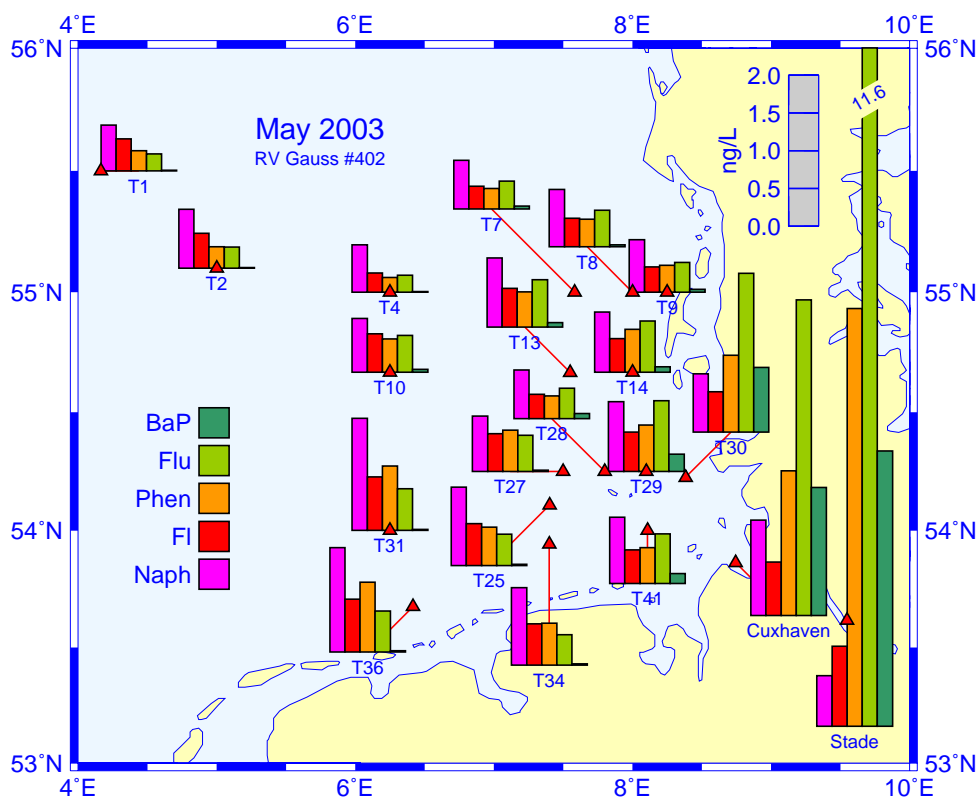 4°E
6°E
8°E
10°E
56°N
56°N
May 2003
RV Gauss #402
2.0
1.5
1.0
0.5
0.0
ng/L
11.6
T1
T7
T8
T2
T4
T9
55°N
55°N
T13
T10
T14
BaP
T28
T30
Flu
T27
T29
Phen
54°N
54°N
T31
Fl
T25
T41
Naph
Cuxhaven
T36
T34
Stade
53°N
53°N
4°E
6°E
8°E
10°E